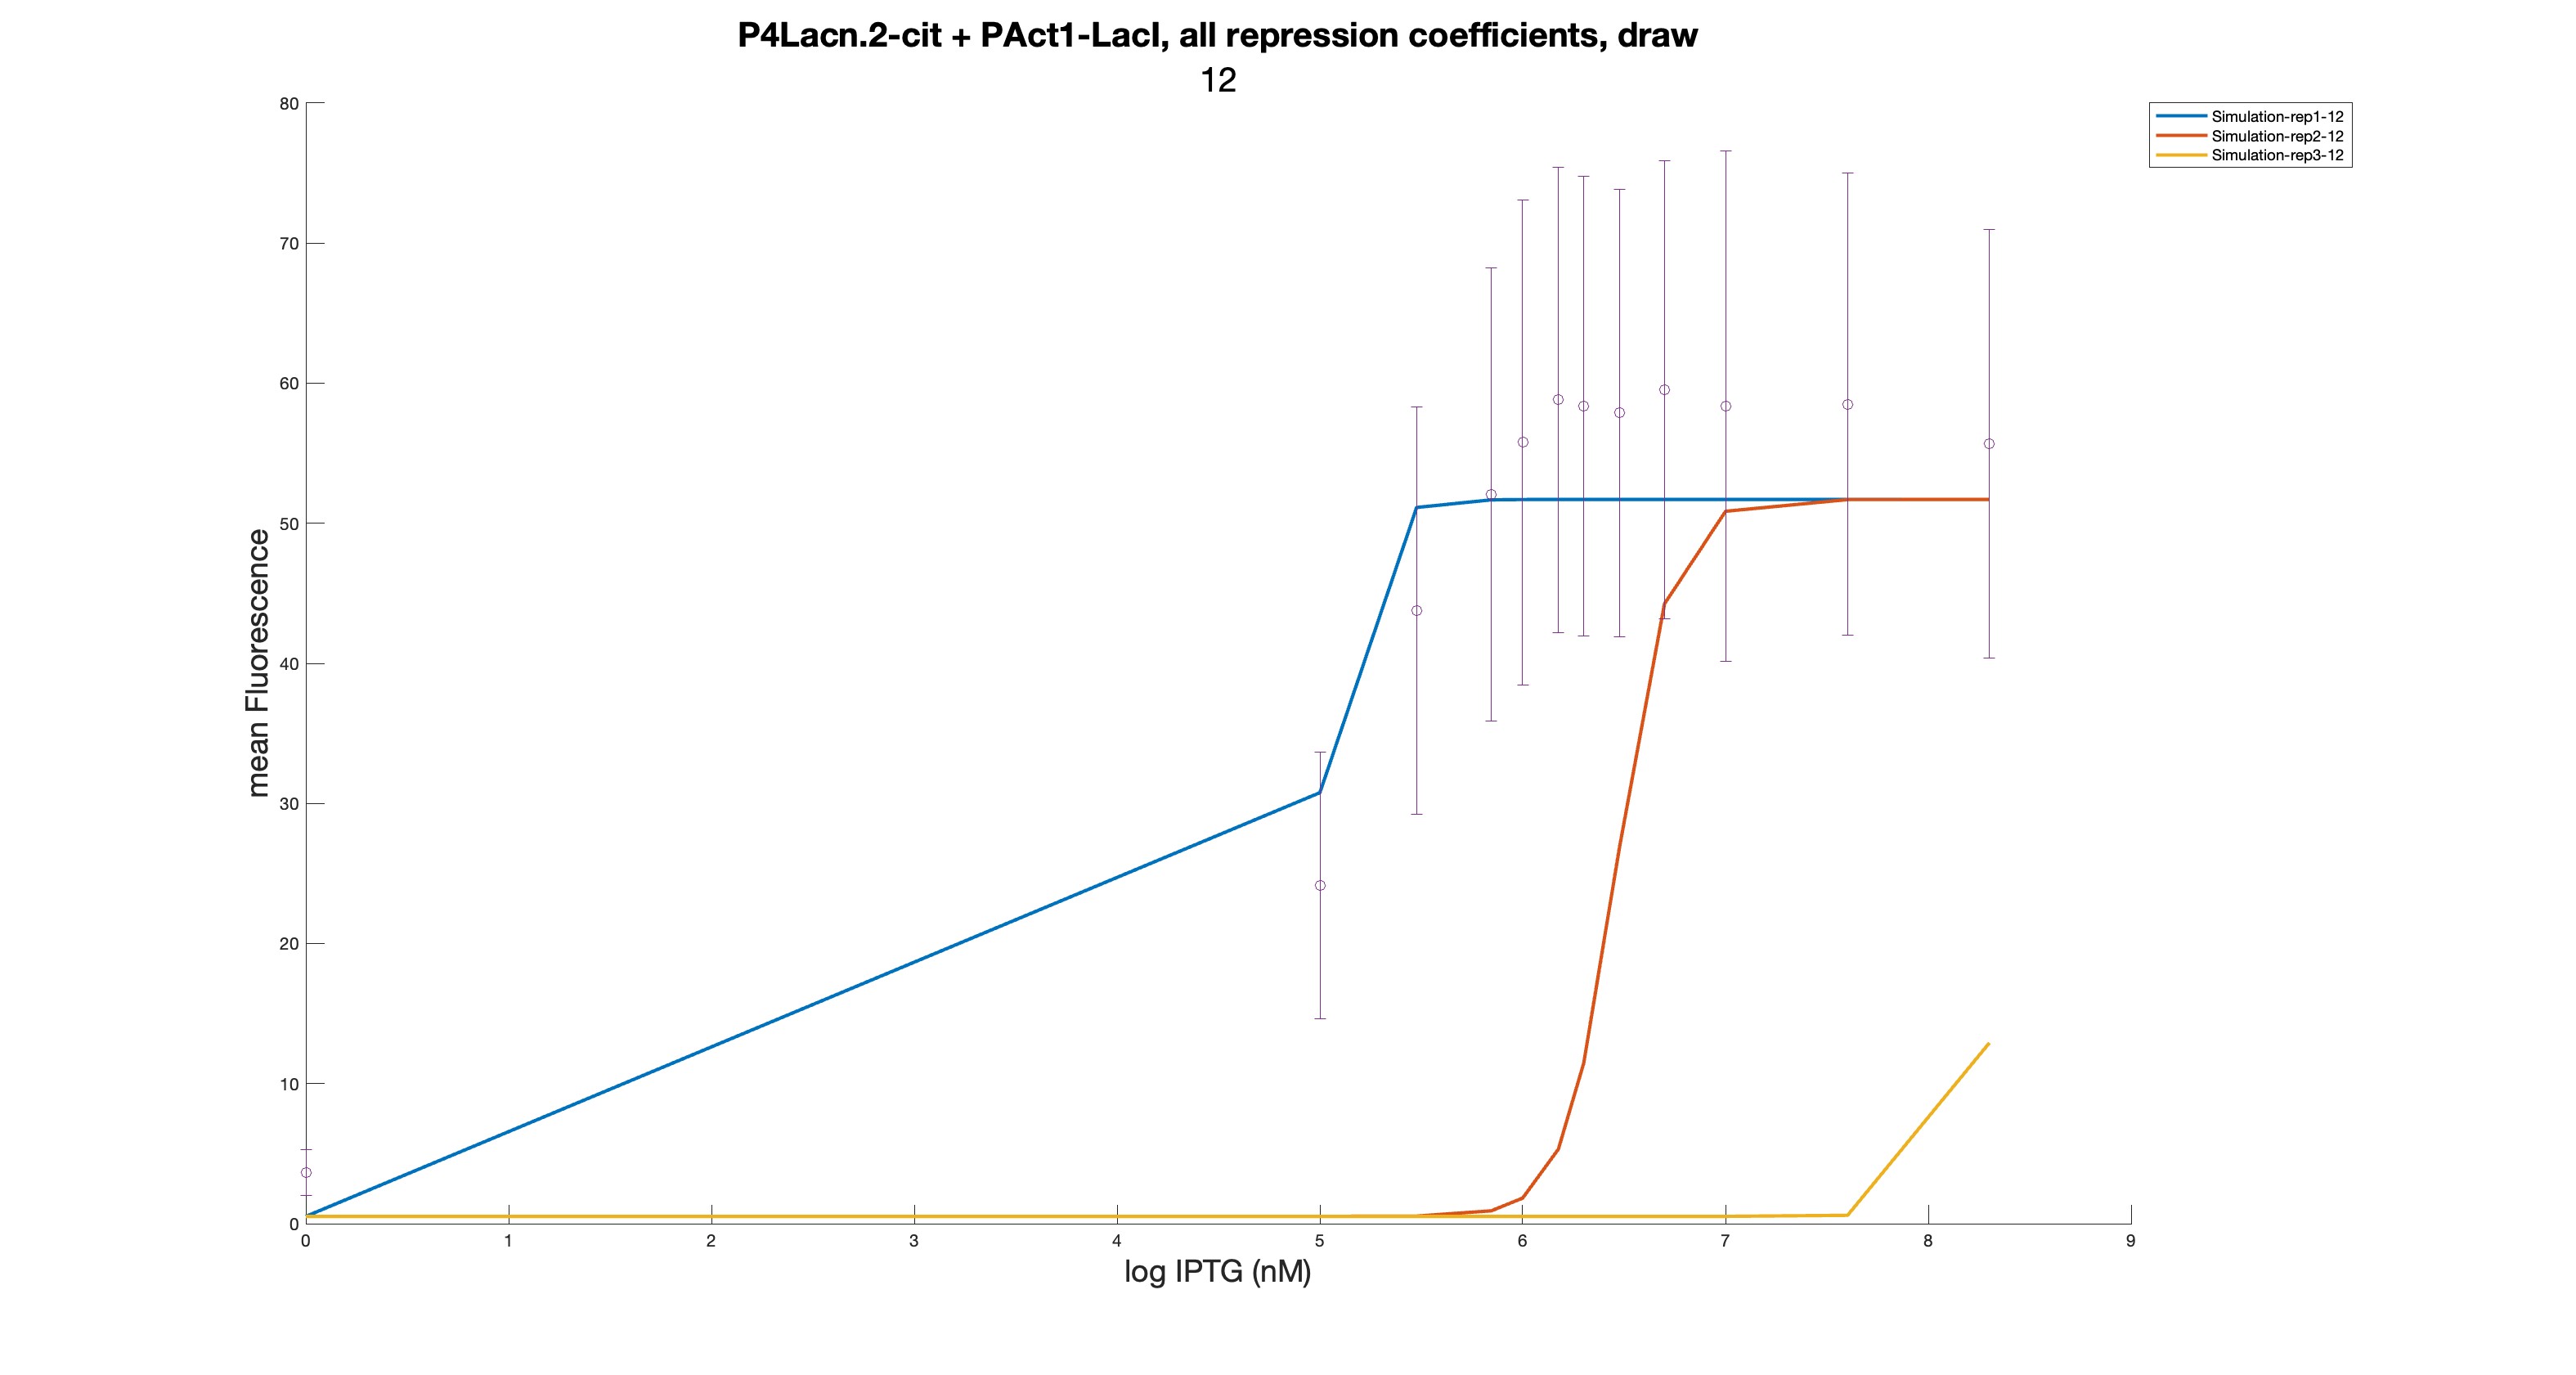 P4Lacn.2-cit + PAct1-LacI, all repression coefficients, draw
12
Simulation-rep1-12
Simulation-rep2-12
Simulation-rep3-12
80
70
60
50
40
30
20
10
0
mean Fluorescence
0 1 2 3 4 5 6 7 8 9
log IPTG (nM)